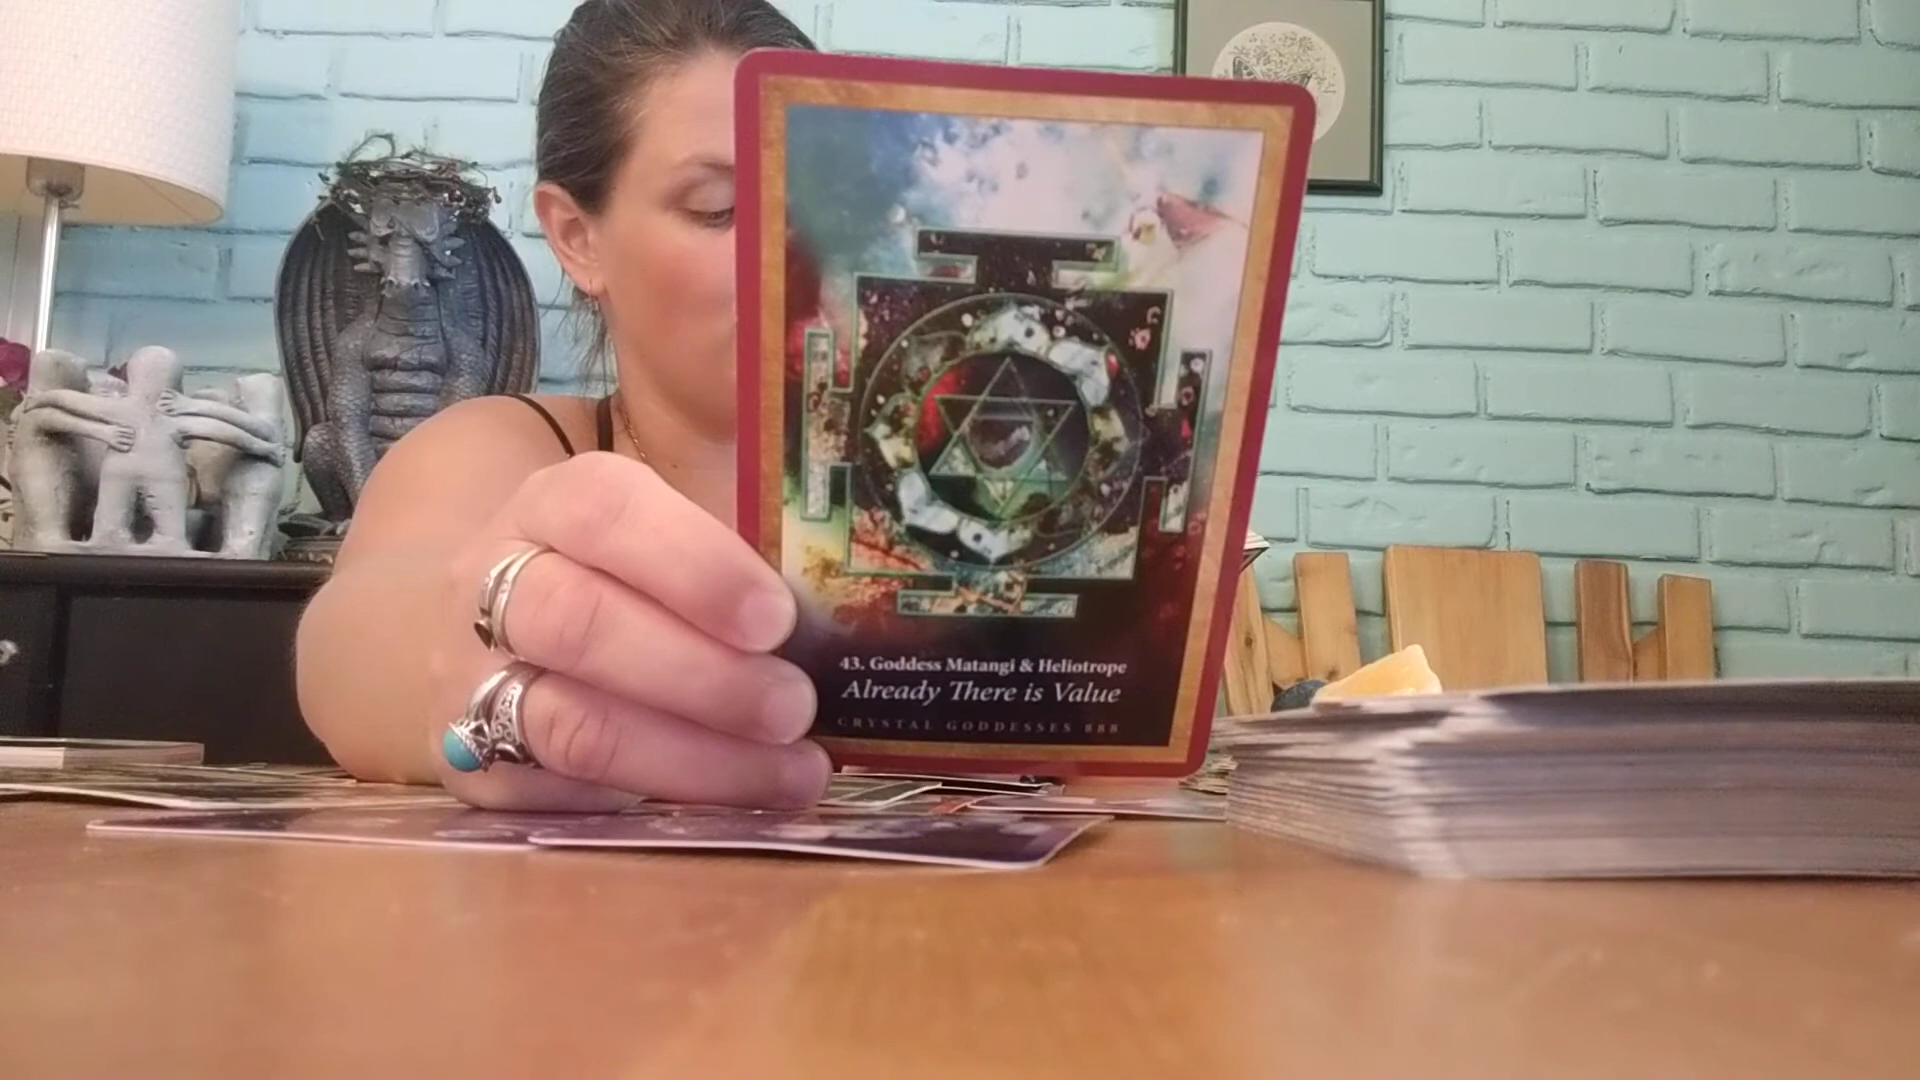 43. Goddess Matangi & Heliotrope
Already There is Value
CRYSTAL GODDESSES 888